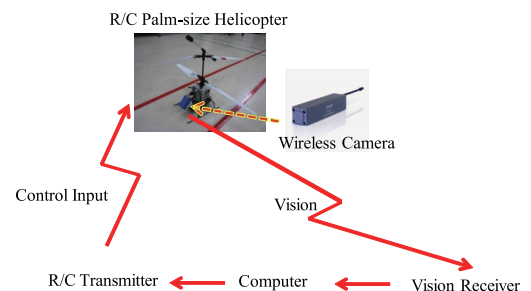 R/C Palm-size Helicopter
Wireless Camera
Control Input
Vision
R/C Transmitter
Computer
Vision Receiver